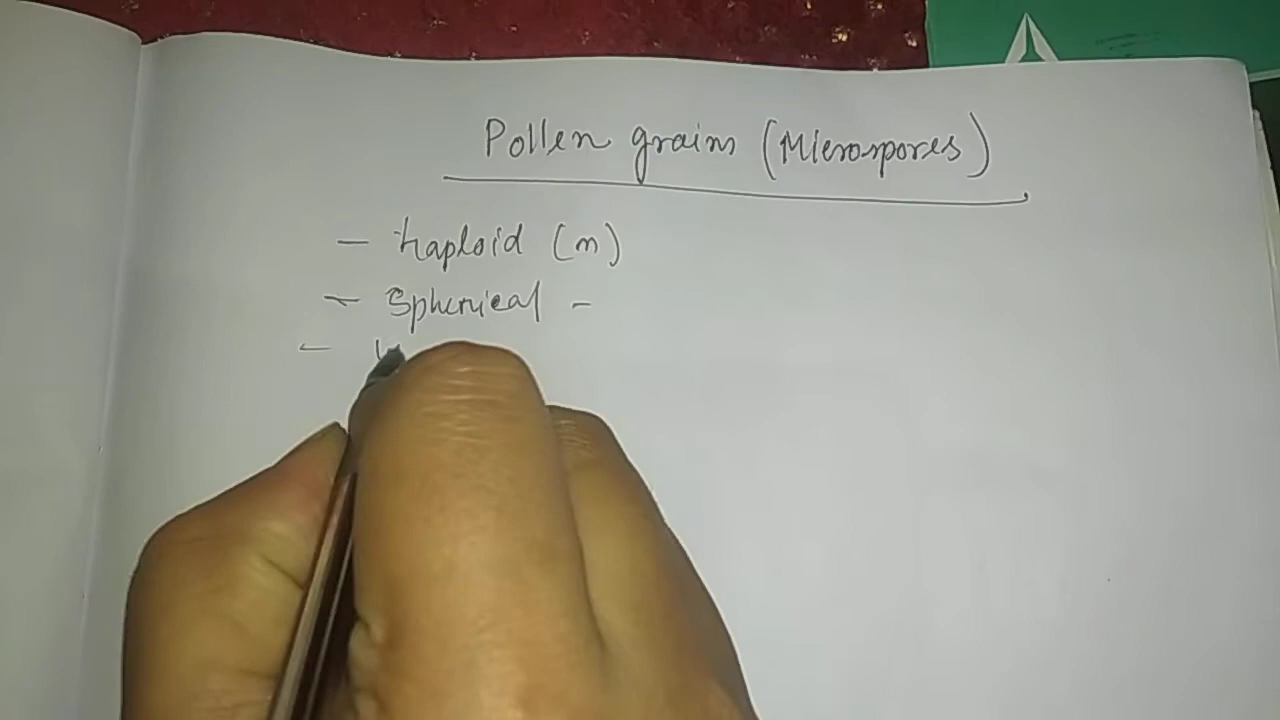 Pollen grains (Microspores)
- haploid (n)
- Spherical -
-